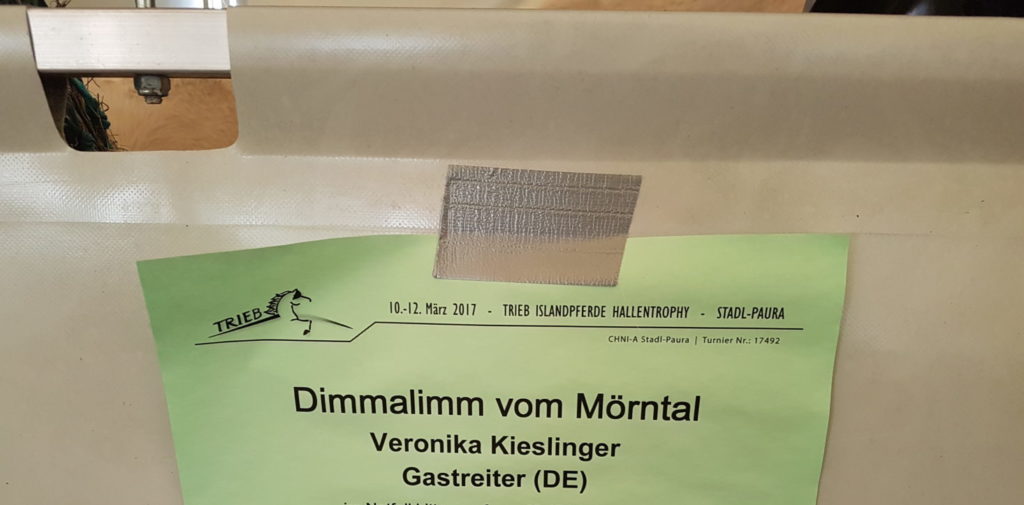 TRIEB
10.-12. März 2017 - TRIEB ISLANDPFERDE HALLENTROPHY - STADL-PAURA
CHNI-A Stadl-Paura | Turnier Nr.: 17492
Dimmalimm vom Mörntal
Veronika Kieslinger
Gastreiter (DE)